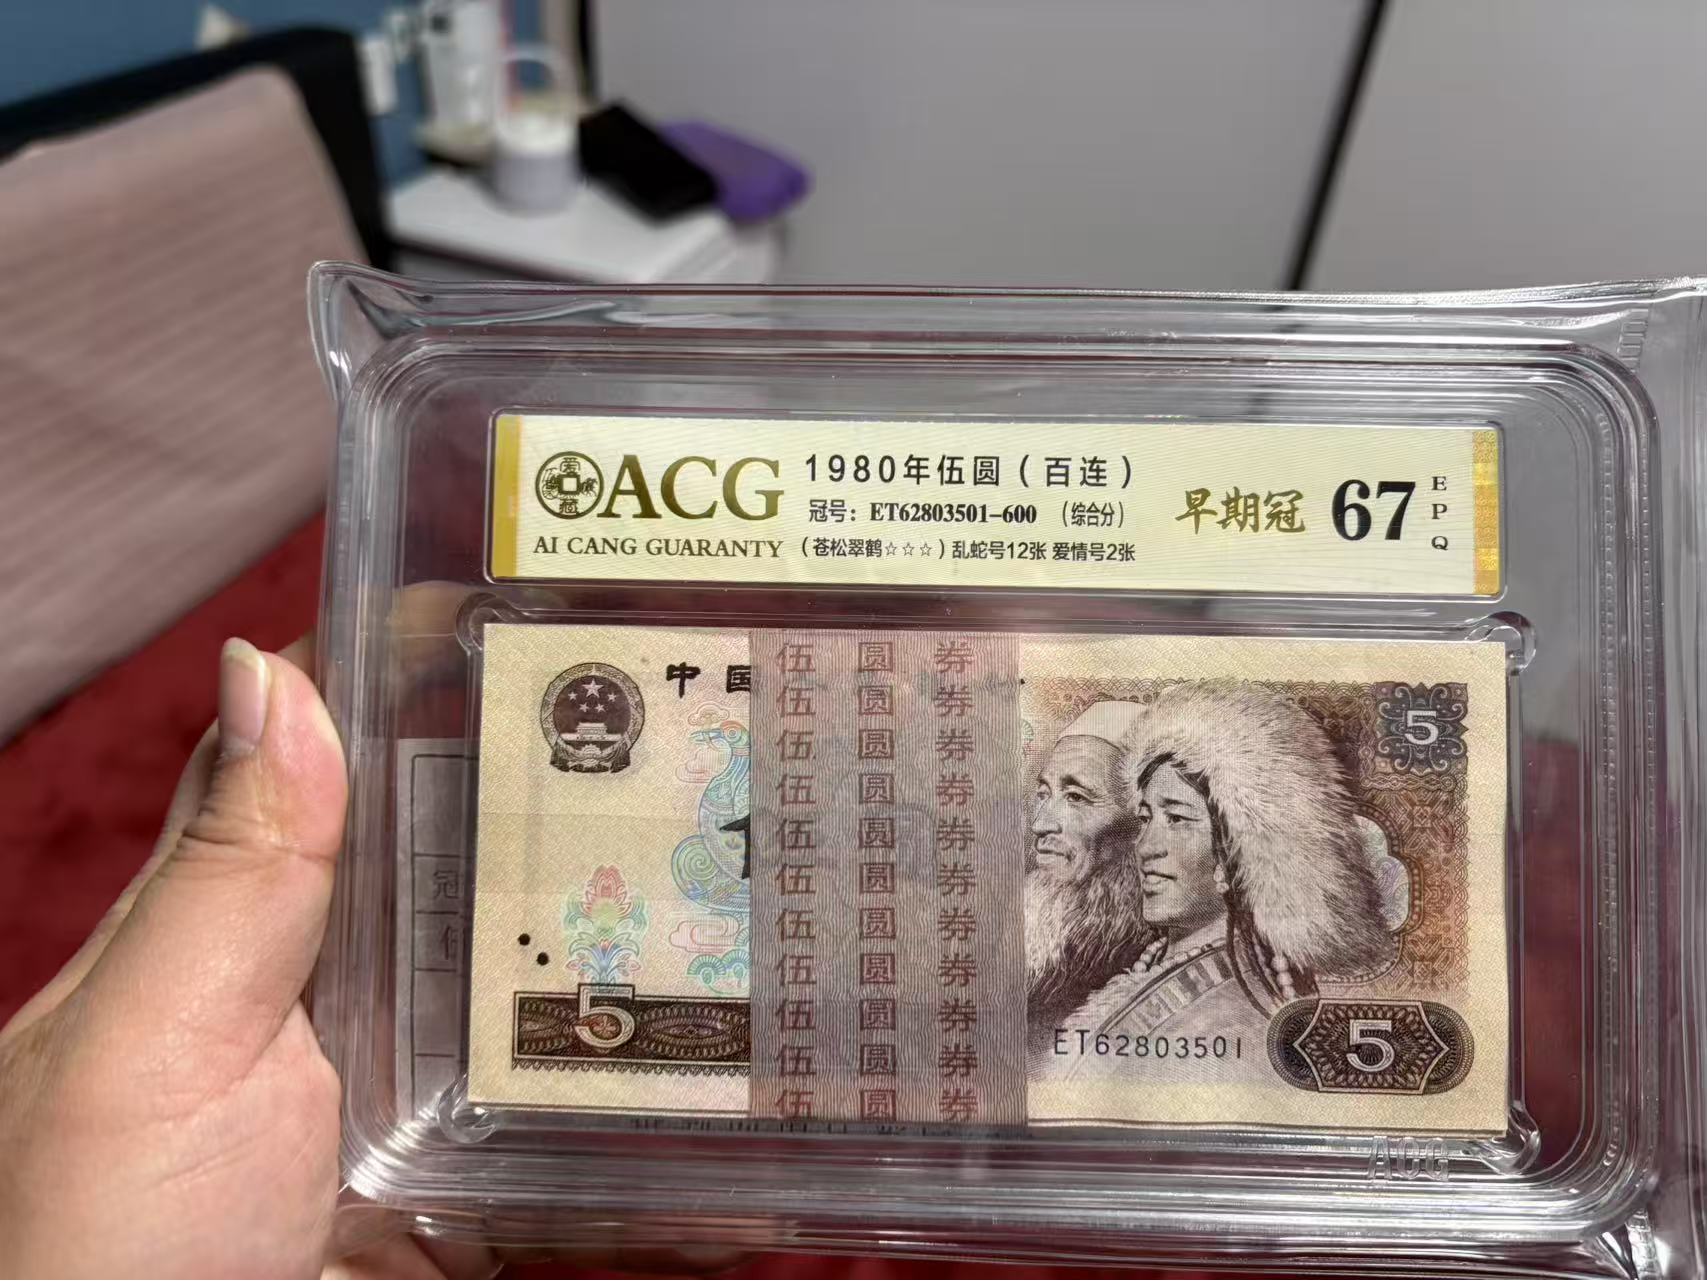 ACG
AI CANG GUARANTY
1980年伍圆（百连）
冠号：ET62803501-600 （综合分）
（苍松翠鹤☆☆☆）乱蛇号12张 爱情号2张
早期冠 67
EPQ
中国
伍 圆 券
伍 圆 券
伍 圆 券
伍 圆 券
伍 圆 券
伍 圆 券
伍 圆 券
伍 圆 券
伍 圆 券
伍 圆 券
伍 圆 券
5
5
ET62803501
5
冠
ACG